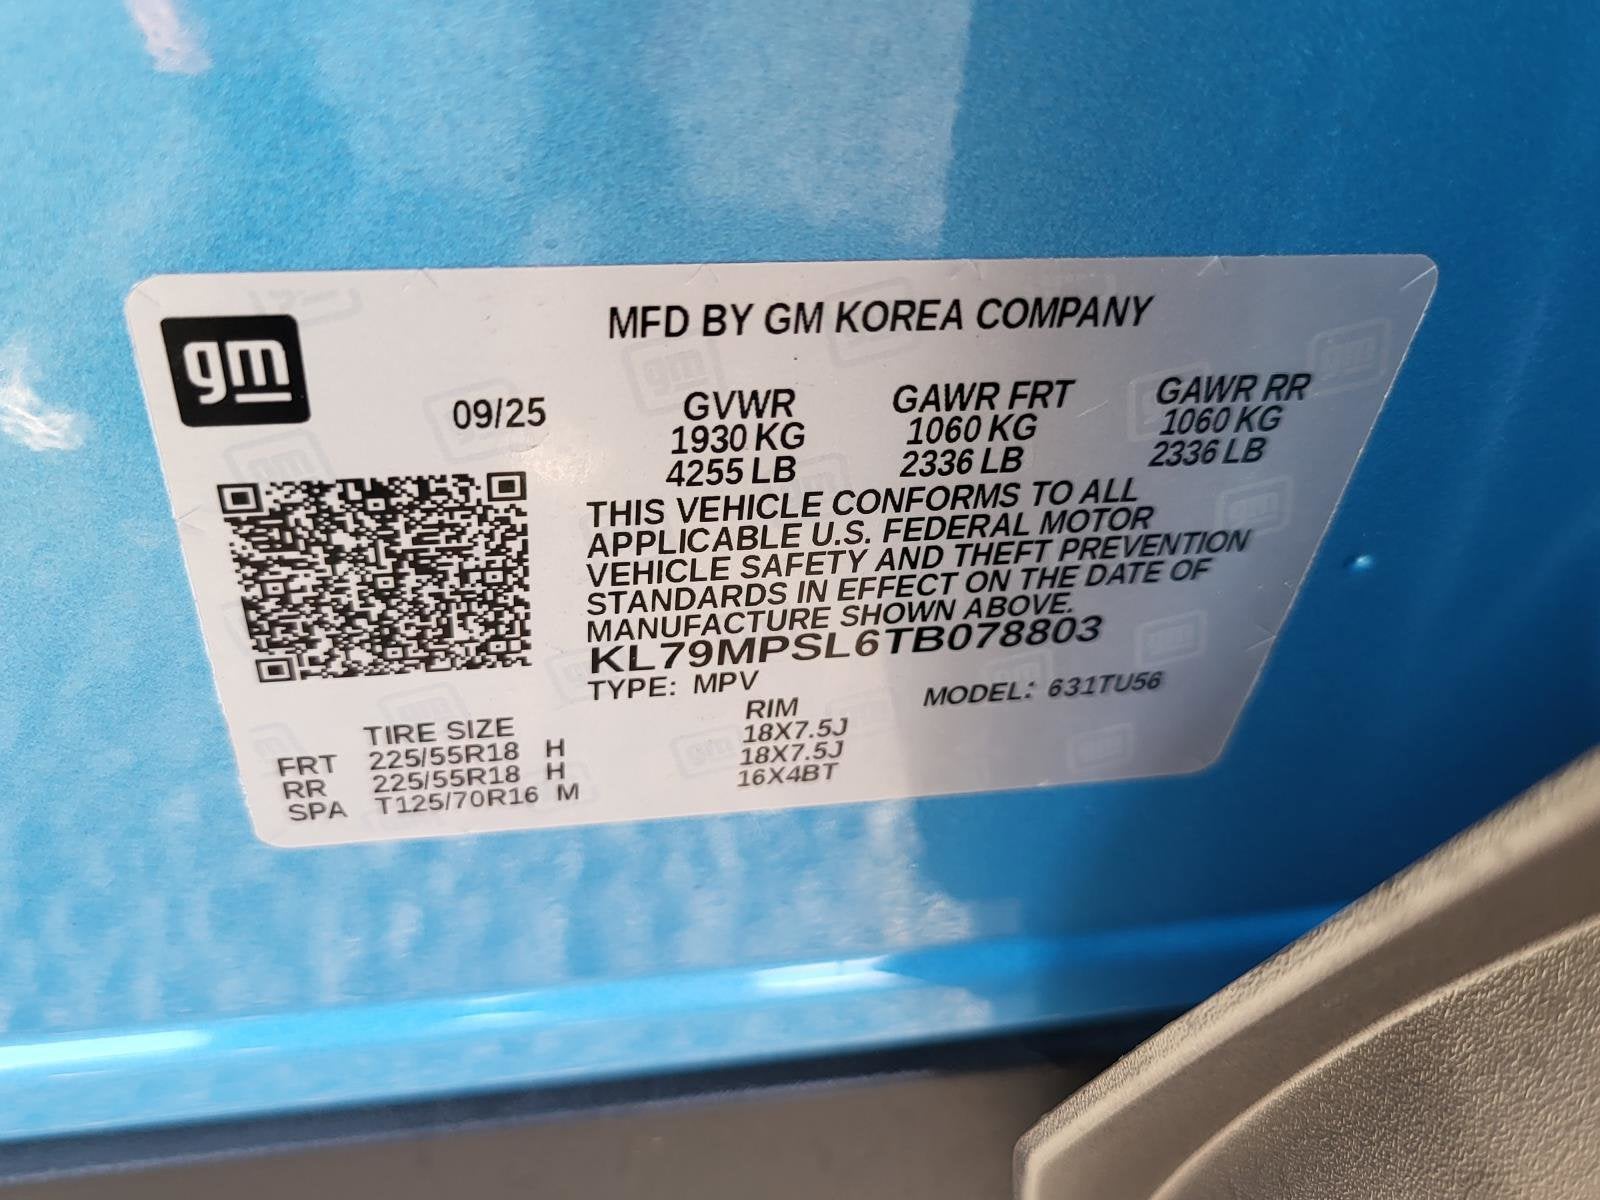 gm
MFD BY GM KOREA COMPANY
09/25
GVWR GAWR FRT GAWR RR
1930 KG 1060 KG 1060 KG
4255 LB 2336 LB 2336 LB
THIS VEHICLE CONFORMS TO ALL
APPLICABLE U.S. FEDERAL MOTOR
VEHICLE SAFETY AND THEFT PREVENTION
STANDARDS IN EFFECT ON THE DATE OF
MANUFACTURE SHOWN ABOVE.
KL79MPSL6TB078803
TYPE: MPV MODEL: 631TU56
TIRE SIZE RIM
FRT 225/55R18 H 18X7.5J
RR 225/55R18 H 18X7.5J
SPA T125/70R16 M 16X4BT